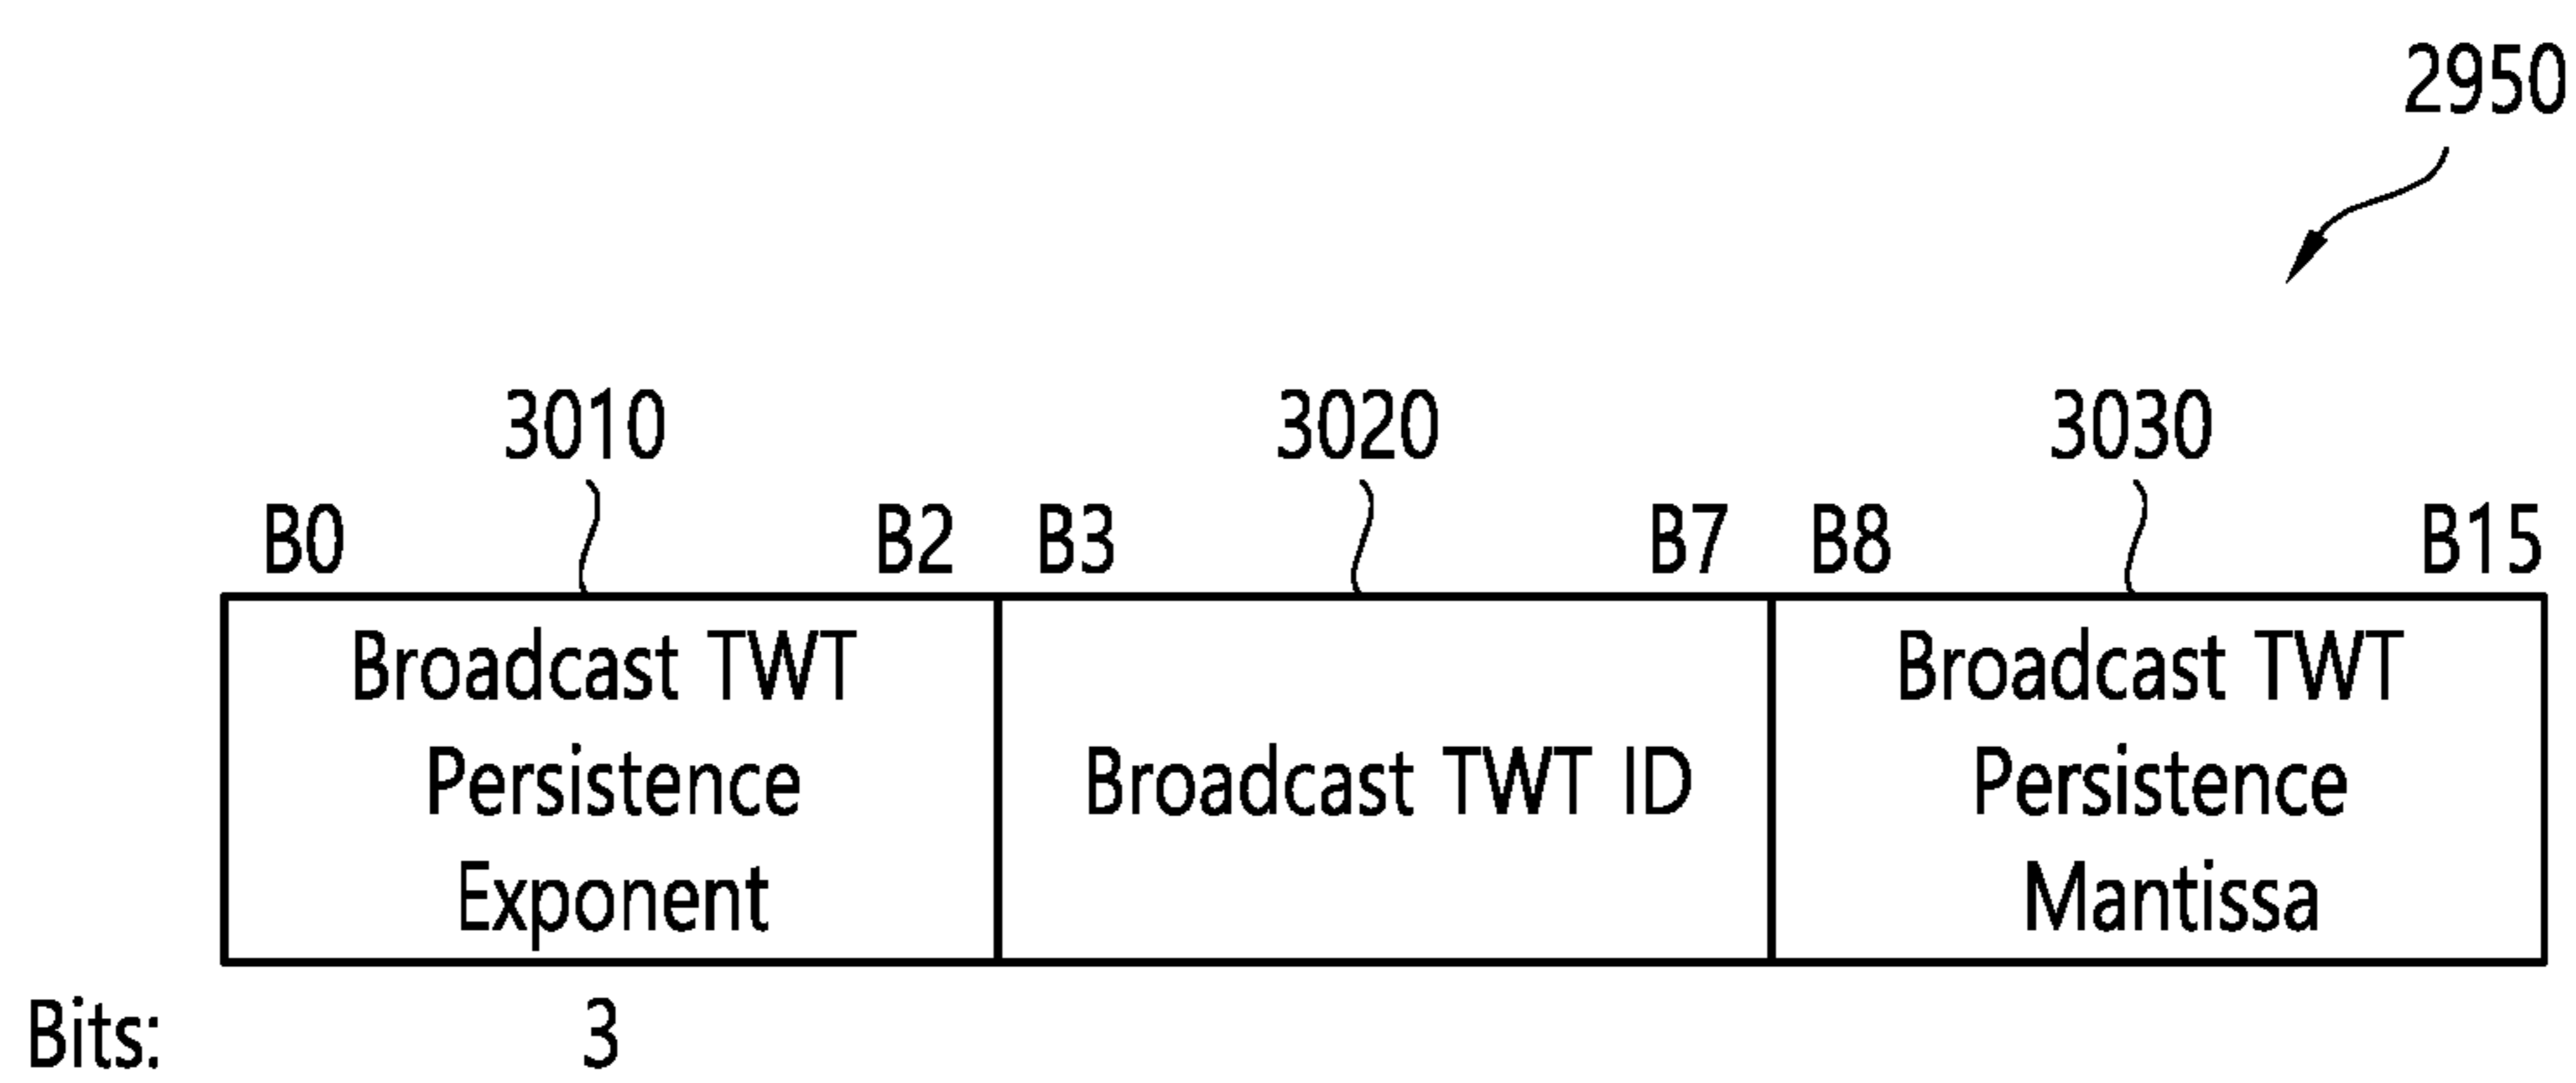 2950
3010 3020 3030
B0 B2 B3 B7 B8 B15
Broadcast TWT
Persistence
Exponent
Broadcast TWT ID
Broadcast TWT
Persistence
Mantissa
Bits: 3